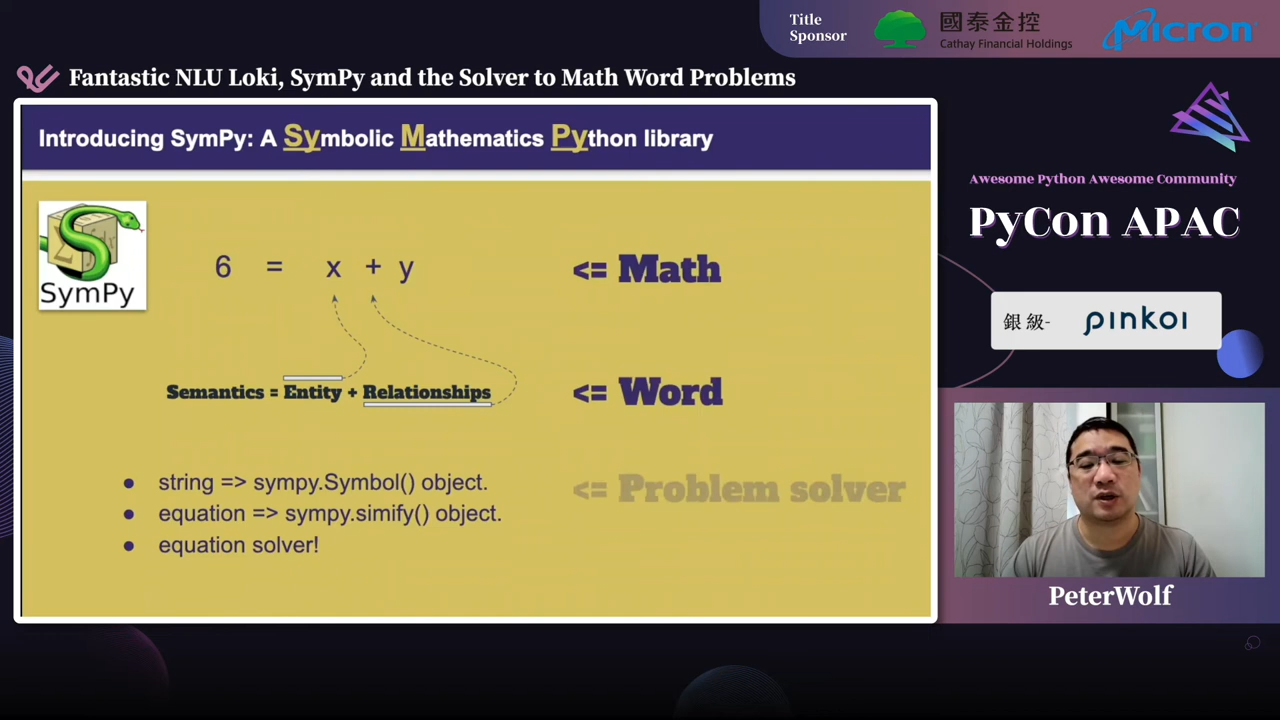 Title
Sponsor
國泰金控
Cathay Financial Holdings
Micron
Fantastic NLU Loki, SymPy and the Solver to Math Word Problems
Introducing SymPy: A Symbolic Mathematics Python library
SymPy
6 = x + y
<= Math
Semantics = Entity + Relationships
<= Word
string => sympy.Symbol() object.
equation => sympy.simify() object.
equation solver!
<= Problem solver
Awesome Python Awesome Community
PyCon APAC
銀級- pinkoi
PeterWolf